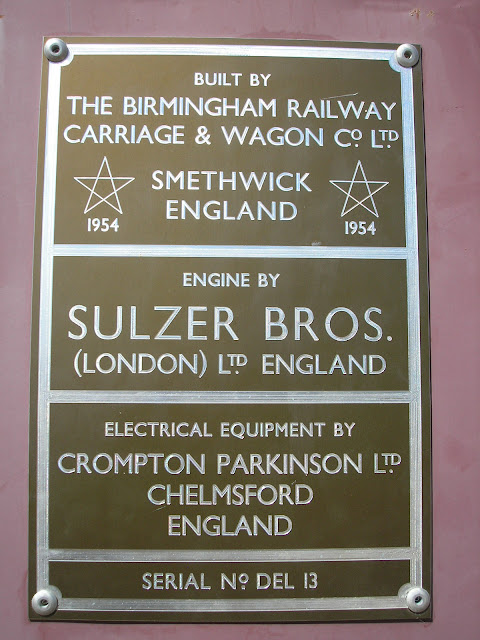 BUILT BY
THE BIRMINGHAM RAILWAY
CARRIAGE & WAGON Cº LTD
SMETHWICK
ENGLAND
1954 1954
ENGINE BY
SULZER BROS.
(LONDON) LTD ENGLAND
ELECTRICAL EQUIPMENT BY
CROMPTON PARKINSON LTD
CHELMSFORD
ENGLAND
SERIAL Nº DEL 13